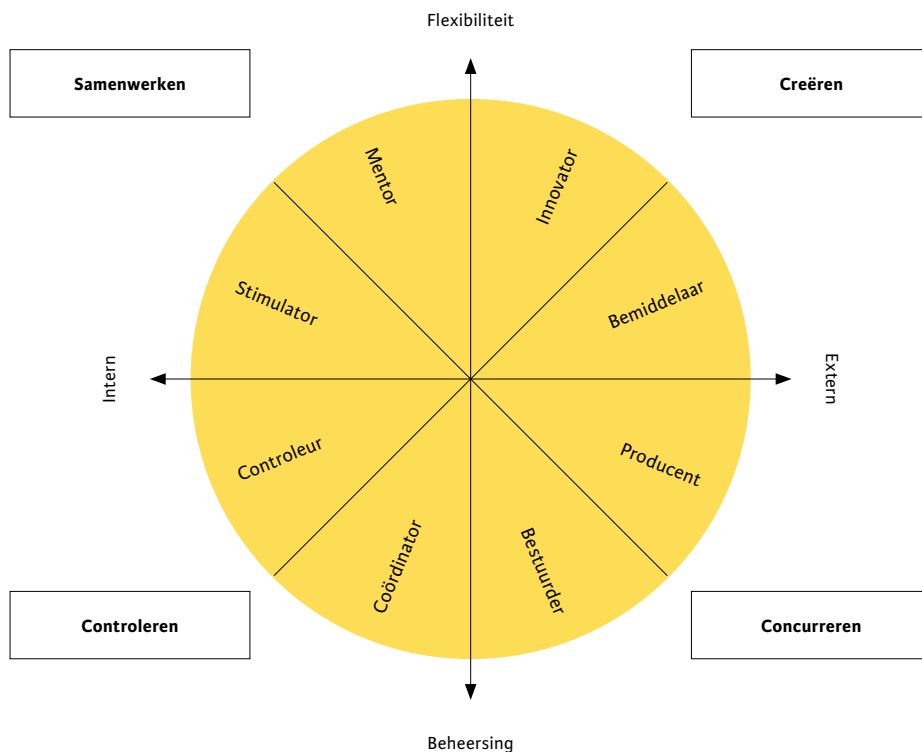 Flexibiliteit
Samenwerken
Creëren
Mentor
Innovator
Stimulator
Bemiddelaar
Intern
Extern
Controleur
Producent
Coördinator
Bestuurder
Controleren
Concurreren
Beheersing